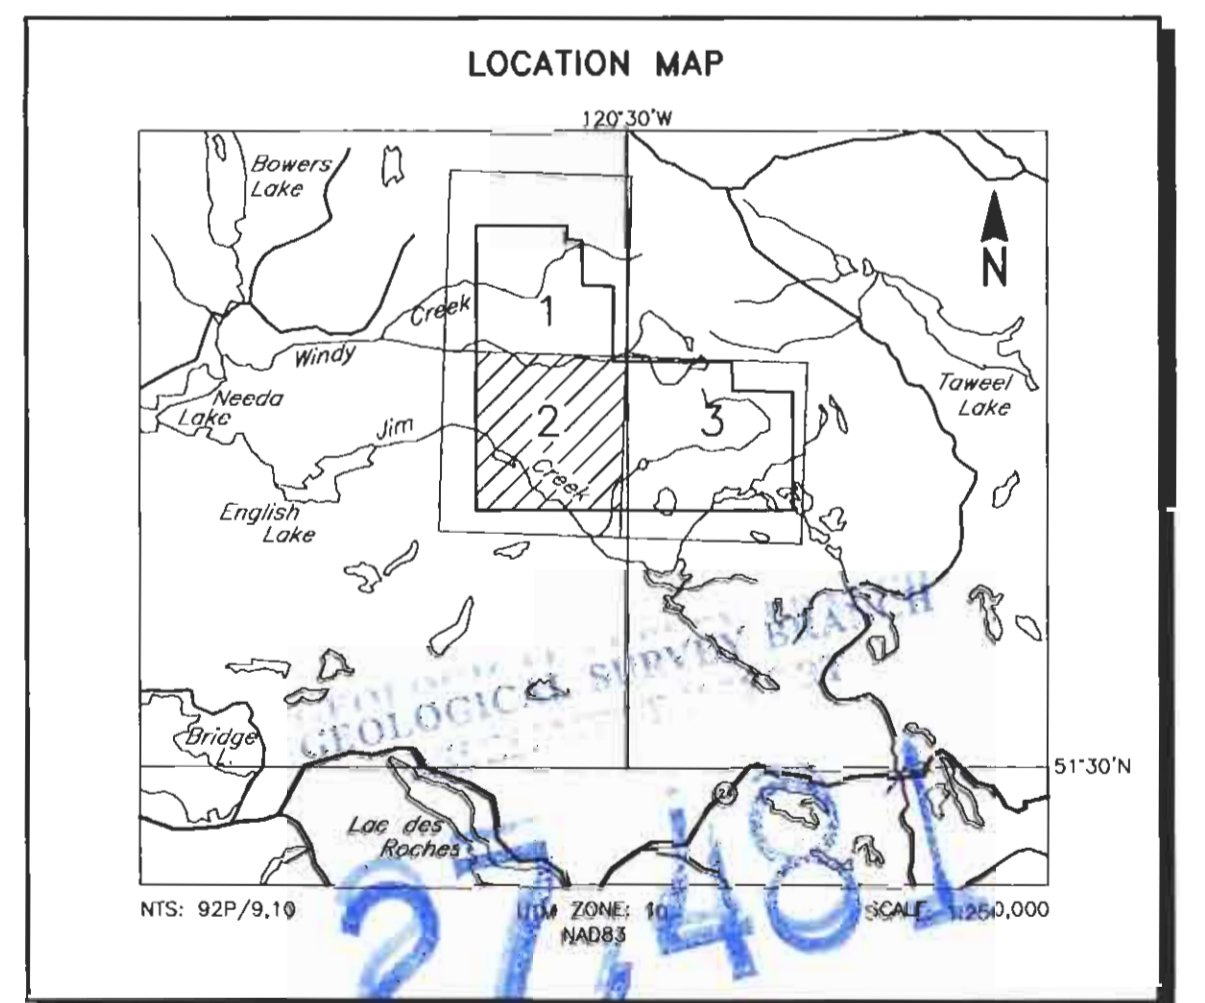 LOCATION MAP
120°30'W
Bowers
Lake
N
Creek
1
Windy
Taweel
Lake
Needa
Lake
Jim
2
3
Creek
English
Lake
GEOLOGICAL SURVEY BRANCH
Bridge
L.
51°30'N
24
Lac des
Roches
NTS: 92P/9,10
UTM ZONE: 10
SCALE: 1:250,000
NAD83
27,481